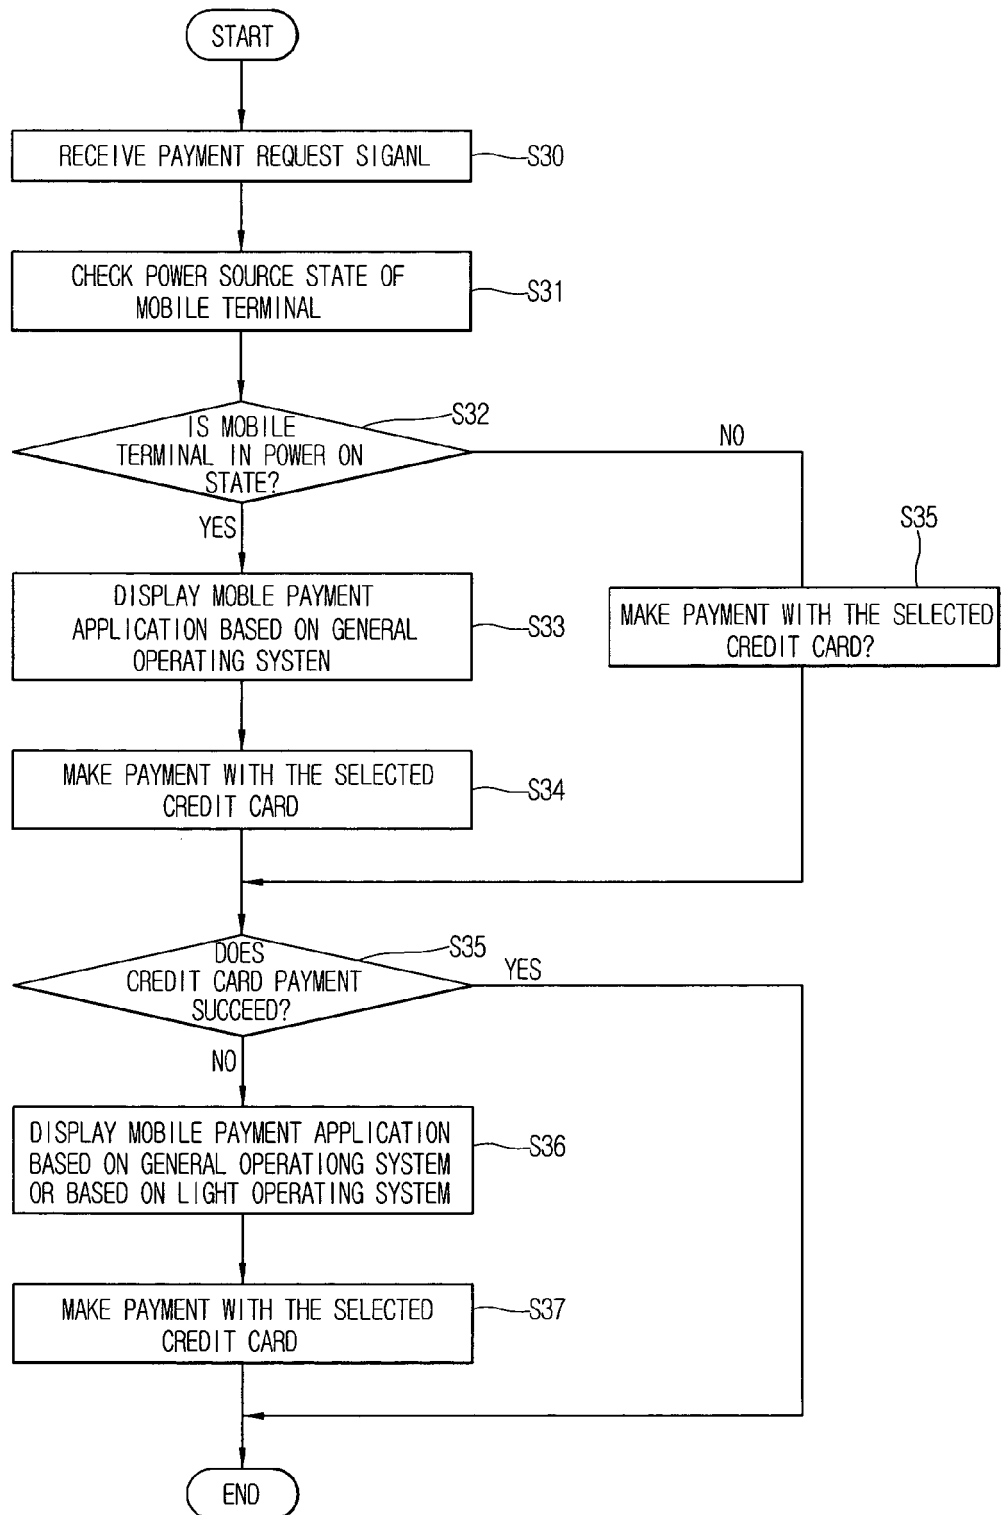 START
RECEIVE PAYMENT REQUEST SIGANL
S30
CHECK POWER SOURCE STATE OF
MOBILE TERMINAL
S31
IS MOBILE
TERMINAL IN POWER ON
STATE?
S32
NO
YES
S35
MAKE PAYMENT WITH THE SELECTED
CREDIT CARD?
DISPLAY MOBLE PAYMENT
APPLICATION BASED ON GENERAL
OPERATING SYSTEN
S33
MAKE PAYMENT WITH THE SELECTED
CREDIT CARD
S34
DOES
CREDIT CARD PAYMENT
SUCCEED?
S35
YES
NO
DISPLAY MOBILE PAYMENT APPLICATION
BASED ON GENERAL OPERATIONG SYSTEM
OR BASED ON LIGHT OPERATING SYSTEM
S36
MAKE PAYMENT WITH THE SELECTED
CREDIT CARD
S37
END